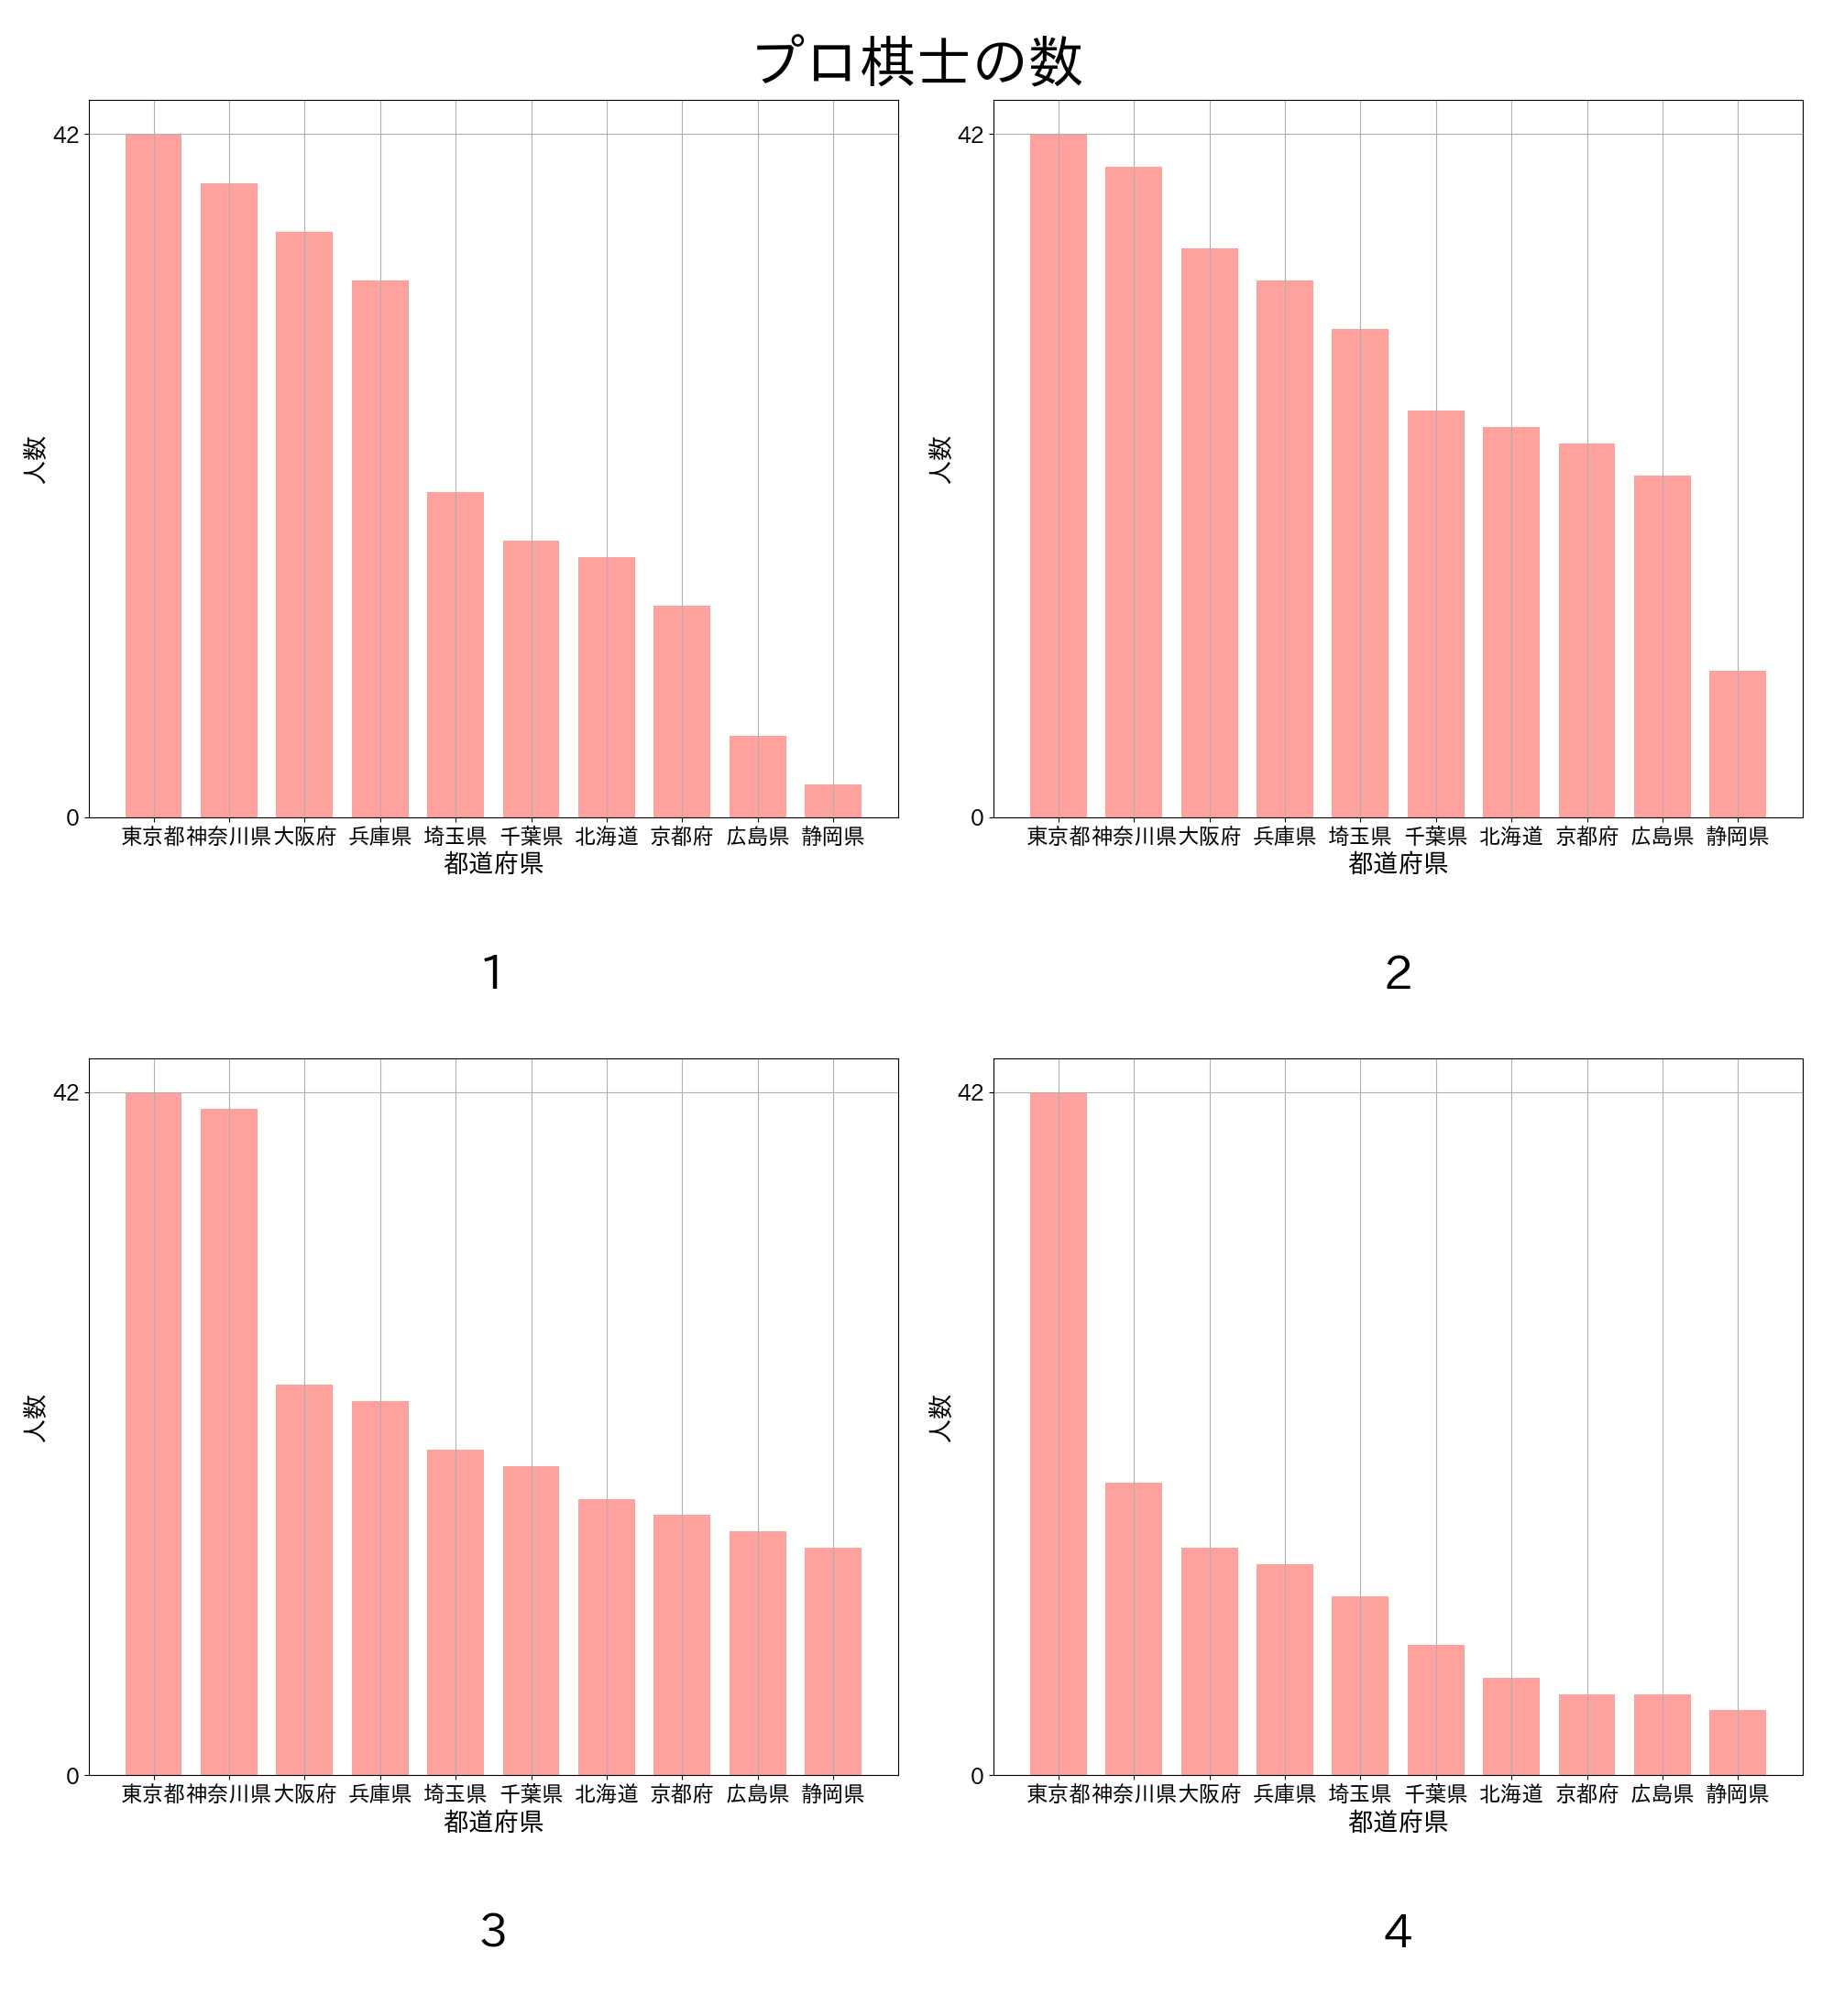 プロ棋士の数
42
0
人数
東京都 神奈川県 大阪府 兵庫県 埼玉県 千葉県 北海道 京都府 広島県 静岡県
都道府県
1
42
0
人数
東京都 神奈川県 大阪府 兵庫県 埼玉県 千葉県 北海道 京都府 広島県 静岡県
都道府県
2
42
0
人数
東京都 神奈川県 大阪府 兵庫県 埼玉県 千葉県 北海道 京都府 広島県 静岡県
都道府県
3
42
0
人数
東京都 神奈川県 大阪府 兵庫県 埼玉県 千葉県 北海道 京都府 広島県 静岡県
都道府県
4